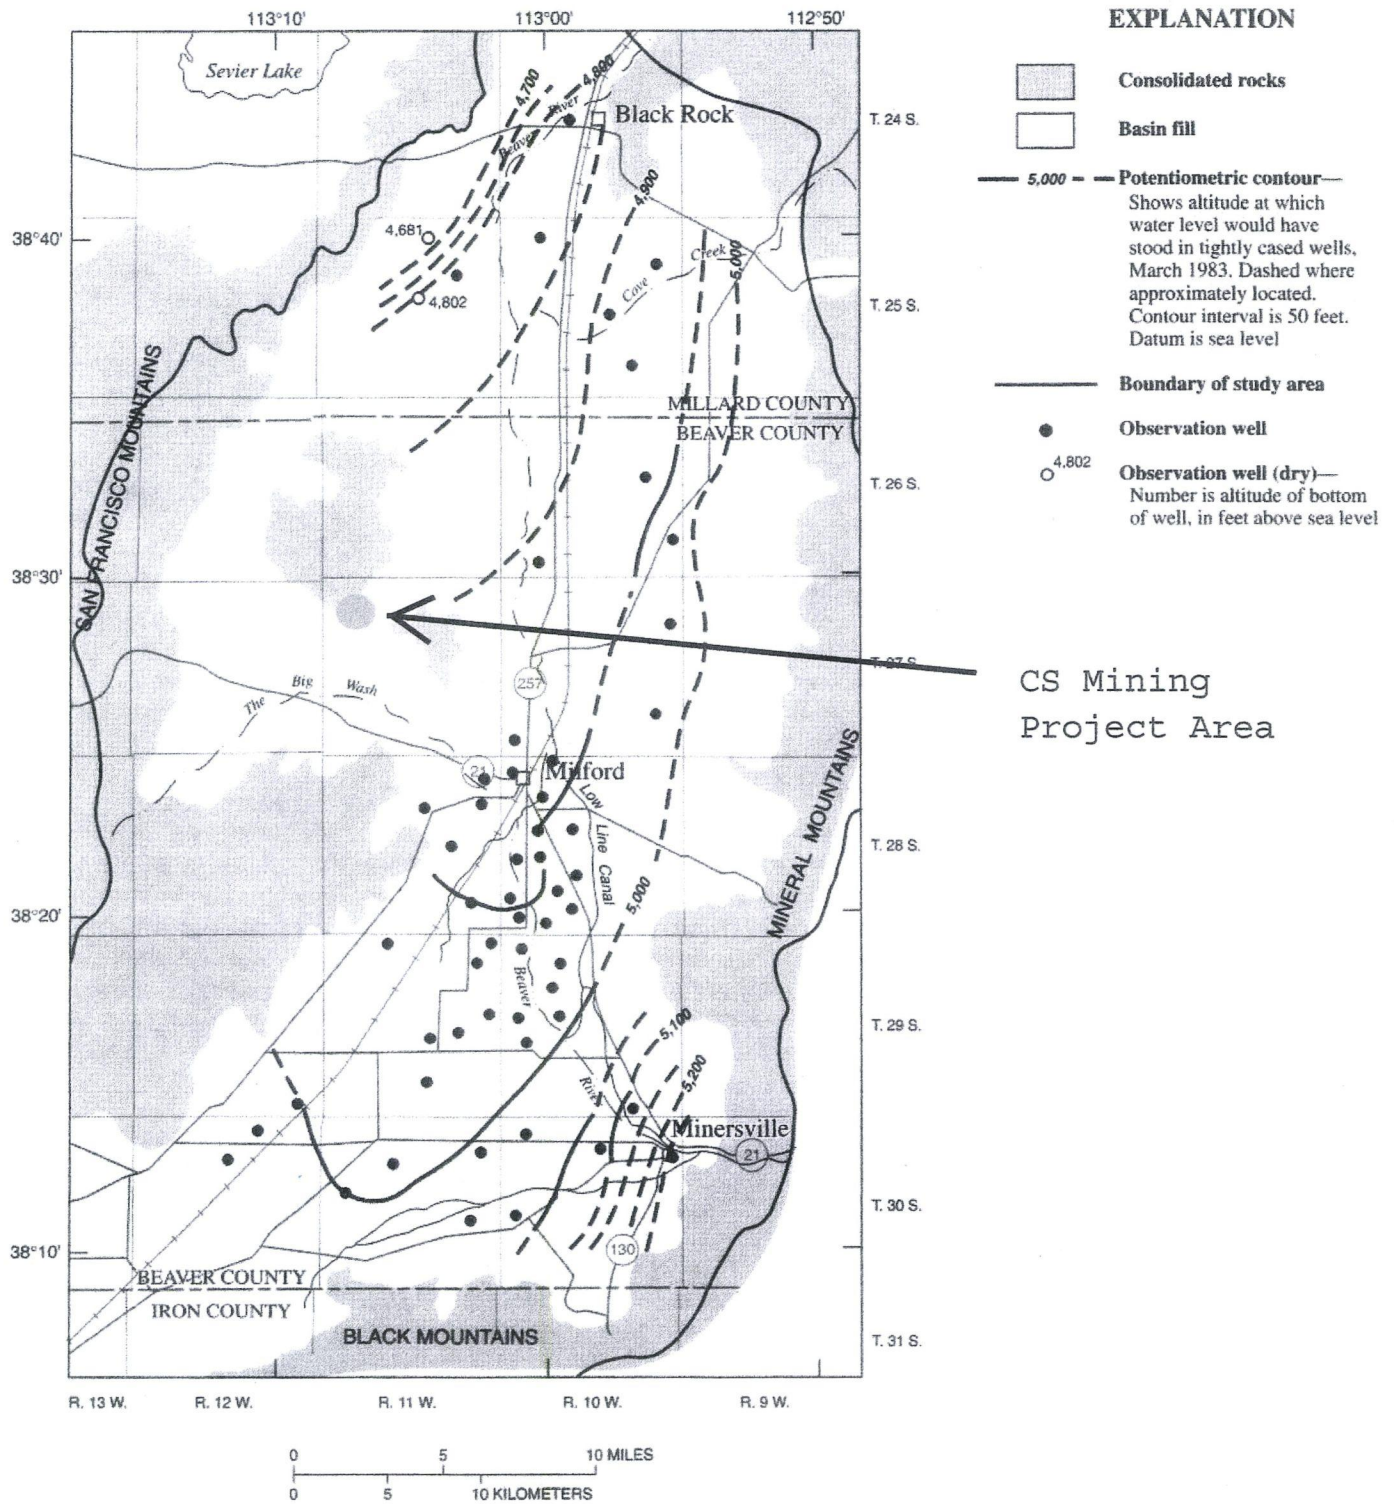 113°10'
113°00'
112°50'
EXPLANATION
Consolidated rocks
Basin fill
5,000
Potentiometric contour—
Shows altitude at which
water level would have
stood in tightly cased wells,
March 1983. Dashed where
approximately located.
Contour interval is 50 feet.
Datum is sea level
Boundary of study area
Observation well
4,802
Observation well (dry)—
Number is altitude of bottom
of well, in feet above sea level
Sevier Lake
4,700
4,800
Beaver
River
Black Rock
T. 24 S.
4,900
38°40'
4,681
4,802
Cove
Creek
5,000
T. 25 S.
SAN FRANCISCO MOUNTAINS
MILLARD COUNTY
BEAVER COUNTY
T. 26 S.
38°30'
T. 27 S.
CS Mining
Project Area
The
Big
Wash
257
21
Milford
Low
Line
Canal
MINERAL MOUNTAINS
T. 28 S.
38°20'
5,000
Beaver
River
T. 29 S.
5,100
5,200
Minersville
21
T. 30 S.
38°10'
130
BEAVER COUNTY
IRON COUNTY
BLACK MOUNTAINS
T. 31 S.
R. 13 W.
R. 12 W.
R. 11 W.
R. 10 W.
R. 9 W.
0
5
10 MILES
0
5
10 KILOMETERS